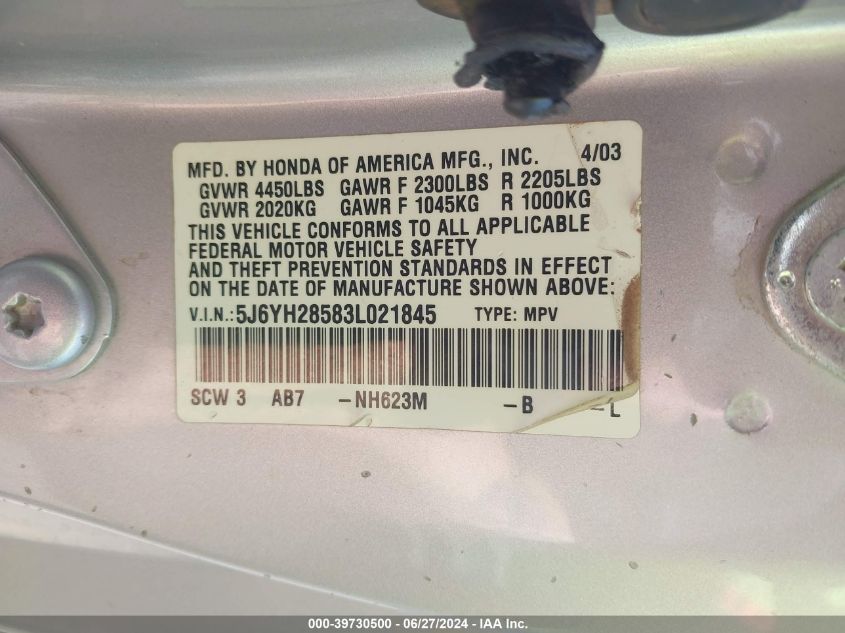 MFD. BY HONDA OF AMERICA MFG., INC. 4/03
GVWR 4450LBS GAWR F 2300LBS R 2205LBS
GVWR 2020KG GAWR F 1045KG R 1000KG
THIS VEHICLE CONFORMS TO ALL APPLICABLE
FEDERAL MOTOR VEHICLE SAFETY
AND THEFT PREVENTION STANDARDS IN EFFECT
ON THE DATE OF MANUFACTURE SHOWN ABOVE:
V.I.N.: 5J6YH28583L021845 TYPE: MPV
SCW 3 AB7 -NH623M -B -L
000-39730500 - 06/27/2024 - IAA Inc.